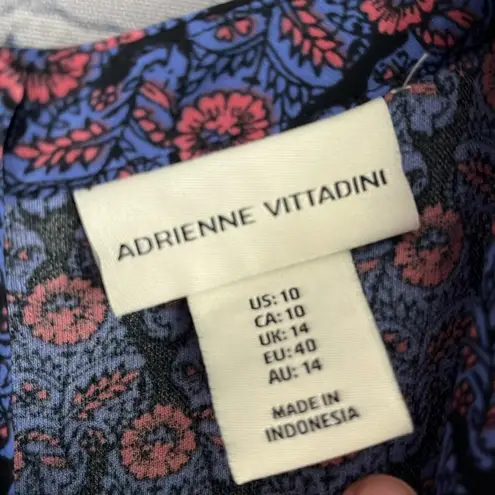 ADRIENNE VITTADINI
US: 10
CA: 10
UK: 14
EU: 40
AU: 14
MADE IN
INDONESIA